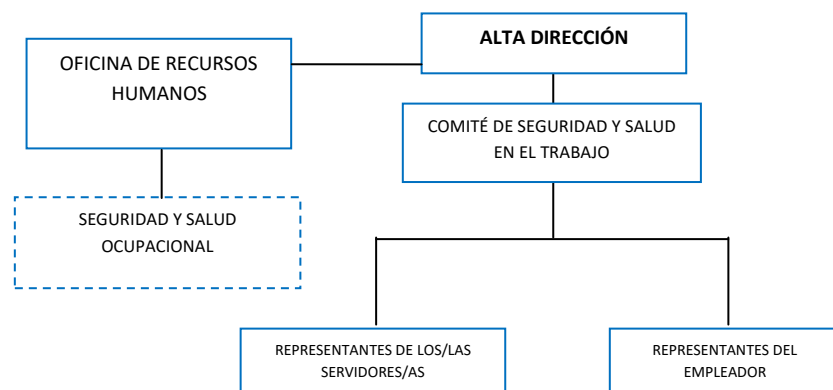 ALTA DIRECCIÓN
OFICINA DE RECURSOS
HUMANOS
COMITÉ DE SEGURIDAD Y SALUD
EN EL TRABAJO
SEGURIDAD Y SALUD
OCUPACIONAL
REPRESENTANTES DE LOS/LAS
SERVIDORES/AS
REPRESENTANTES DEL
EMPLEADOR